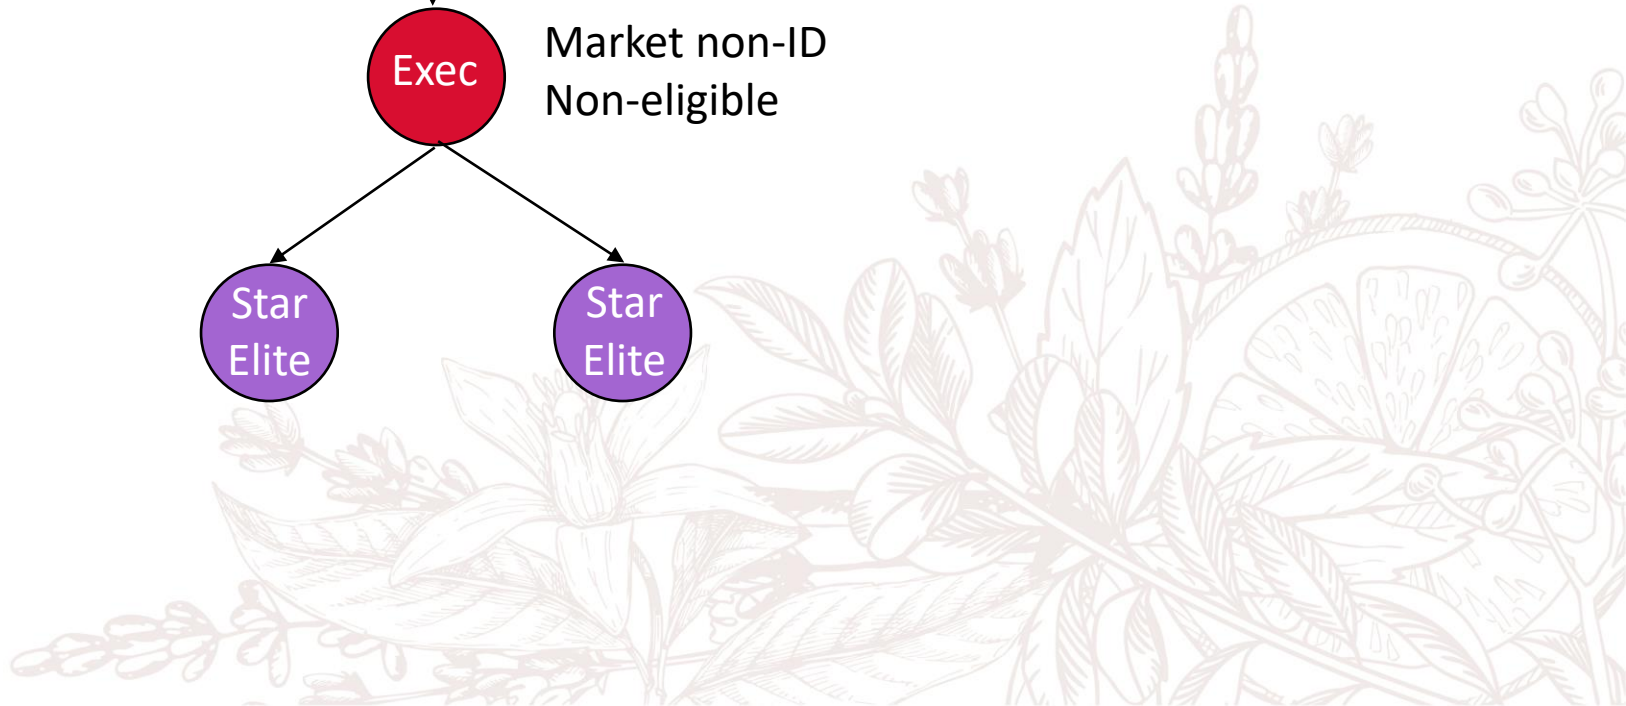 Exec
Market non-ID
Non-eligible
Star
Elite
Star
Elite